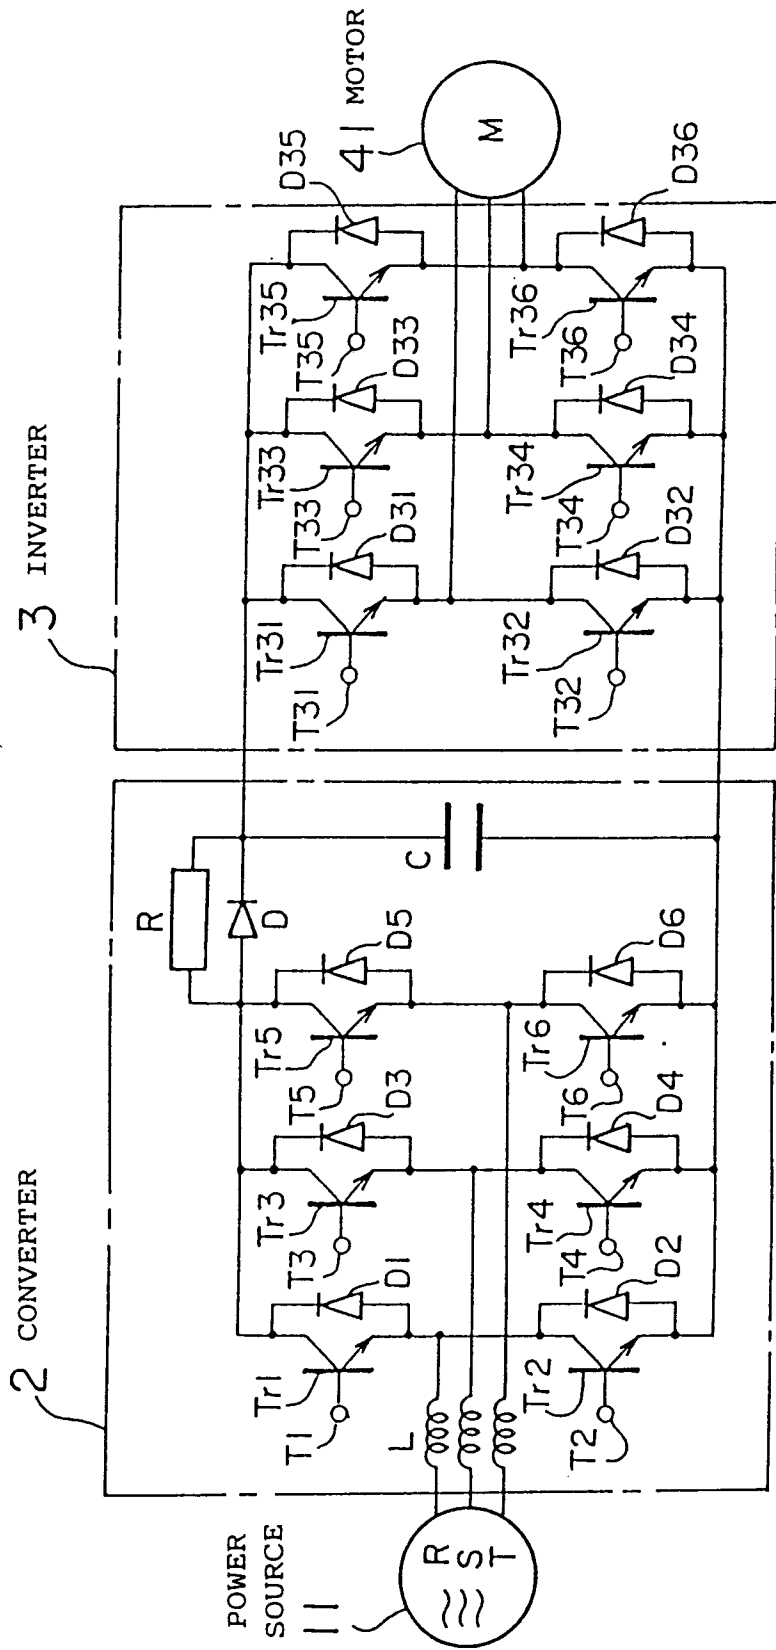 2 CONVERTER
3 INVERTER
POWER
SOURCE
11
R
S
T
L
T1
Tr1
D1
T3
Tr3
D3
T5
Tr5
D5
R
D
C
T2
Tr2
D2
T4
Tr4
D4
T6
Tr6
D6
T31
Tr31
D31
T33
Tr33
D33
T35
Tr35
D35
T32
Tr32
D32
T34
Tr34
D34
T36
Tr36
D36
41 MOTOR
M